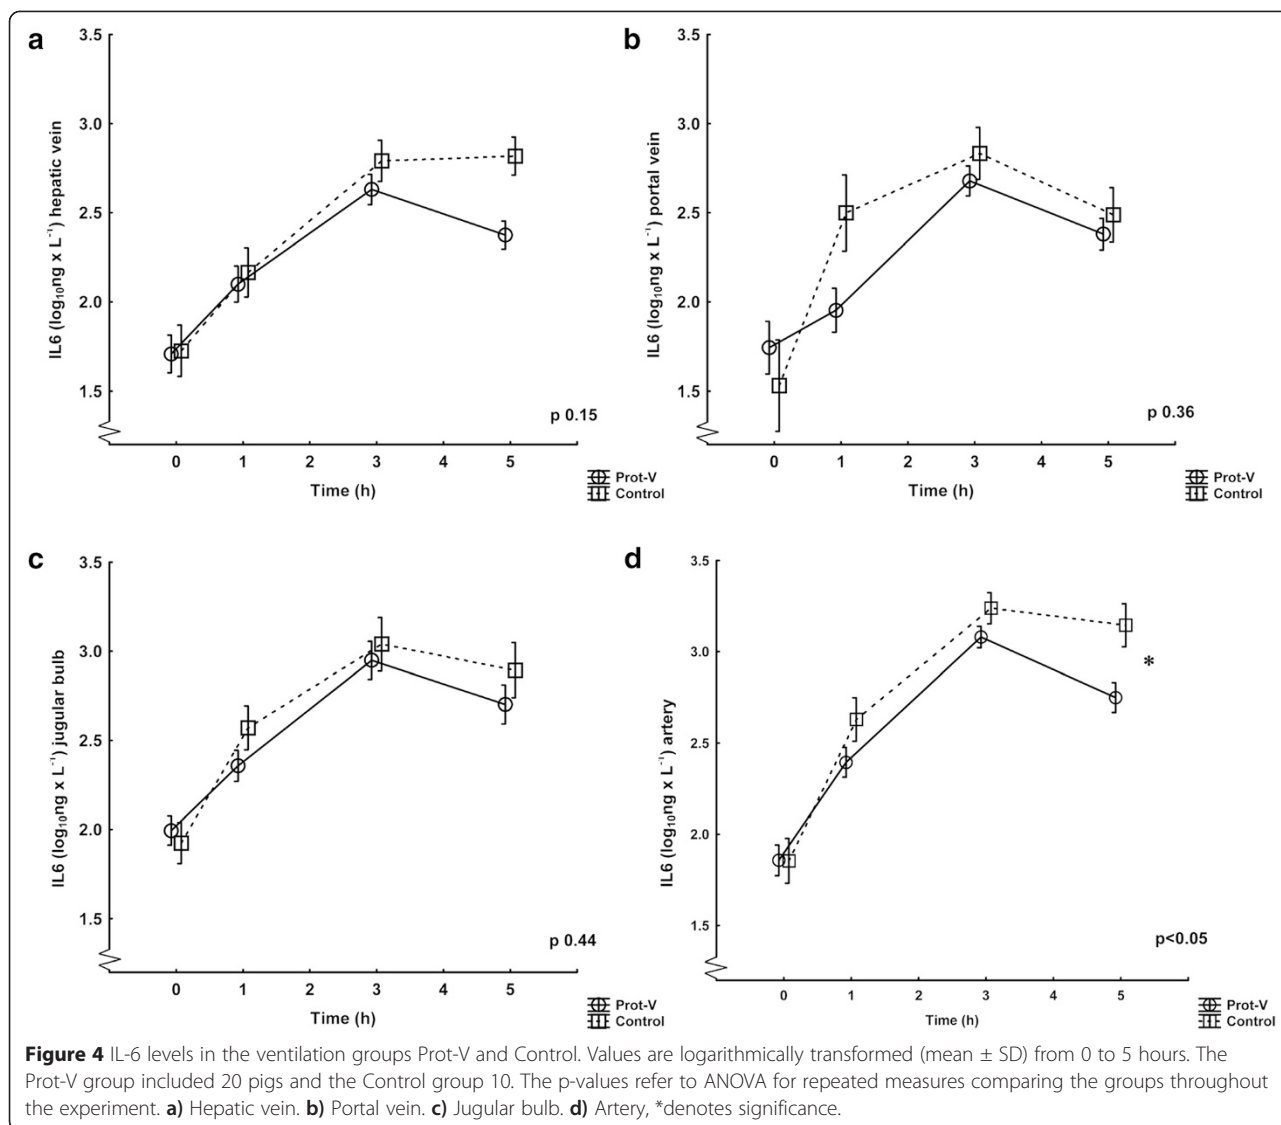 a
3.5
3.0
2.5
2.0
1.5
IL6 (log₁₀ng x L⁻¹) hepatic vein
p 0.15
0 1 2 3 4 5
Time (h)
Prot-V
Control
b
3.5
3.0
2.5
2.0
1.5
IL6 (log₁₀ng x L⁻¹) portal vein
p 0.36
0 1 2 3 4 5
Time (h)
Prot-V
Control
c
3.5
3.0
2.5
2.0
1.5
IL6 (log₁₀ng x L⁻¹) jugular bulb
p 0.44
0 1 2 3 4 5
Time (h)
Prot-V
Control
d
3.5
3.0
2.5
2.0
1.5
IL6 (log₁₀ng x L⁻¹) artery
*
p<0.05
0 1 2 3 4 5
Time (h)
Prot-V
Control
Figure 4 IL-6 levels in the ventilation groups Prot-V and Control. Values are logarithmically transformed (mean ± SD) from 0 to 5 hours. The
Prot-V group included 20 pigs and the Control group 10. The p-values refer to ANOVA for repeated measures comparing the groups throughout
the experiment. a) Hepatic vein. b) Portal vein. c) Jugular bulb. d) Artery, *denotes significance.